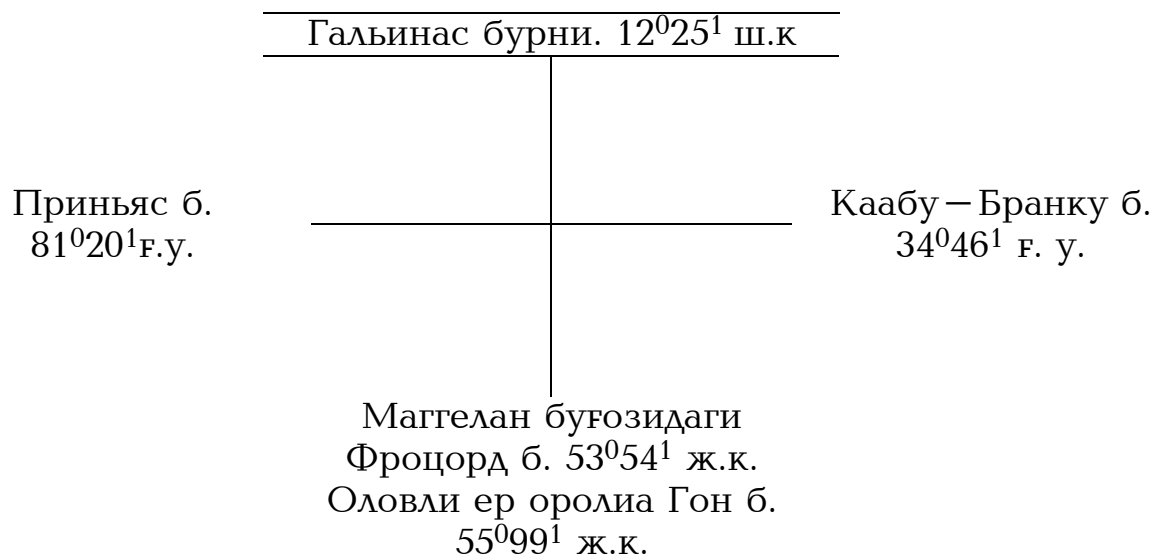 Гальинас бурни. 12⁰25¹ ш.к
Приньяс б.
81⁰20¹ғ.у.
Каабу – Бранку б.
34⁰46¹ ғ. у.
Маггелан буғозидаги
Фроцорд б. 53⁰54¹ ж.к.
Оловли ер оролиа Гон б.
55⁰99¹ ж.к.